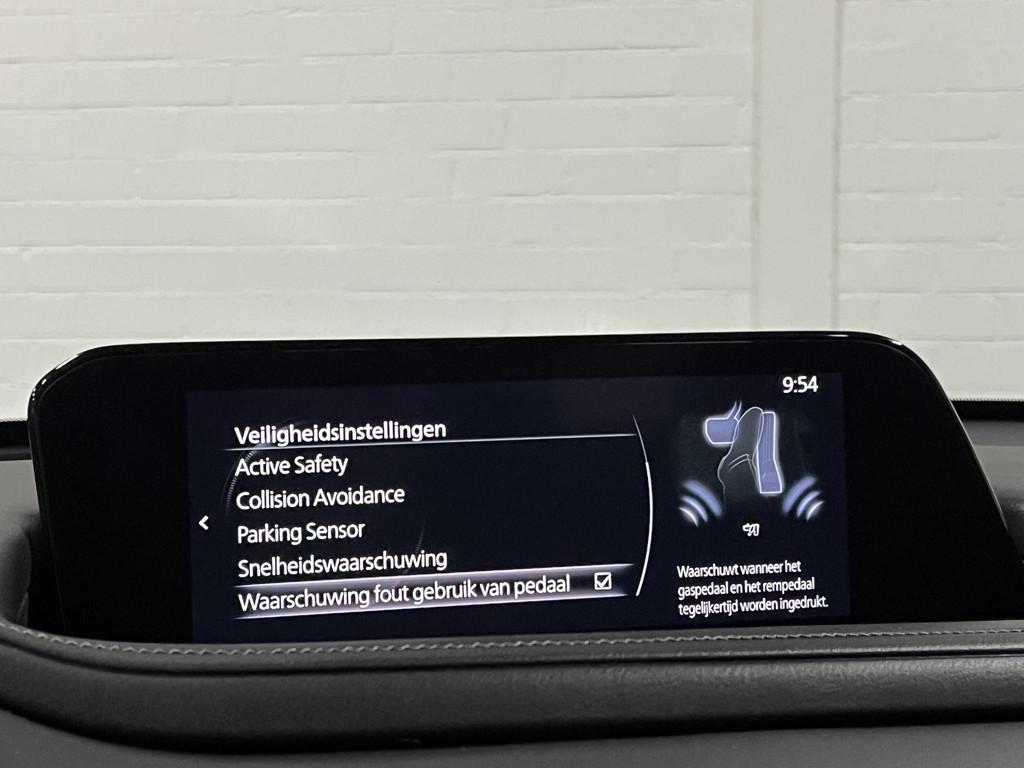 9:54
Veiligheidsinstellingen
Active Safety
Collision Avoidance
Parking Sensor
Snelheidswaarschuwing
Waarschuwing fout gebruik van pedaal
Waarschuwt wanneer het
gaspedaal en het rempedaal
tegelijkertijd worden ingedrukt.